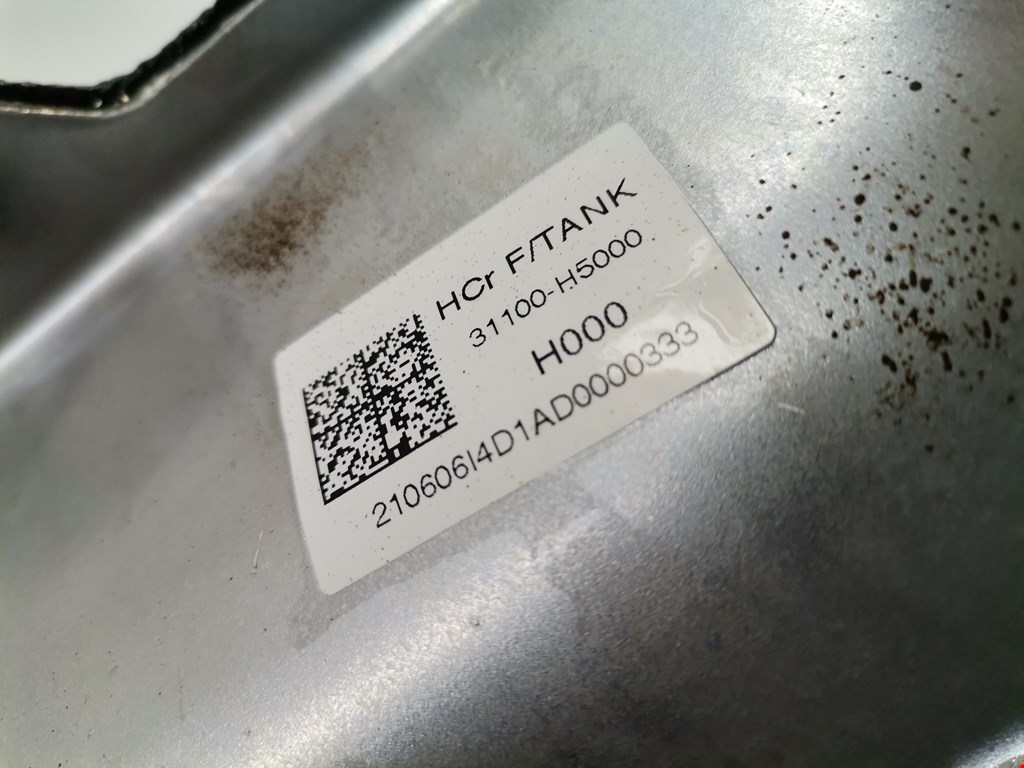 HCr F/TANK
31100-H5000
H000
210606I4D1AD0000333